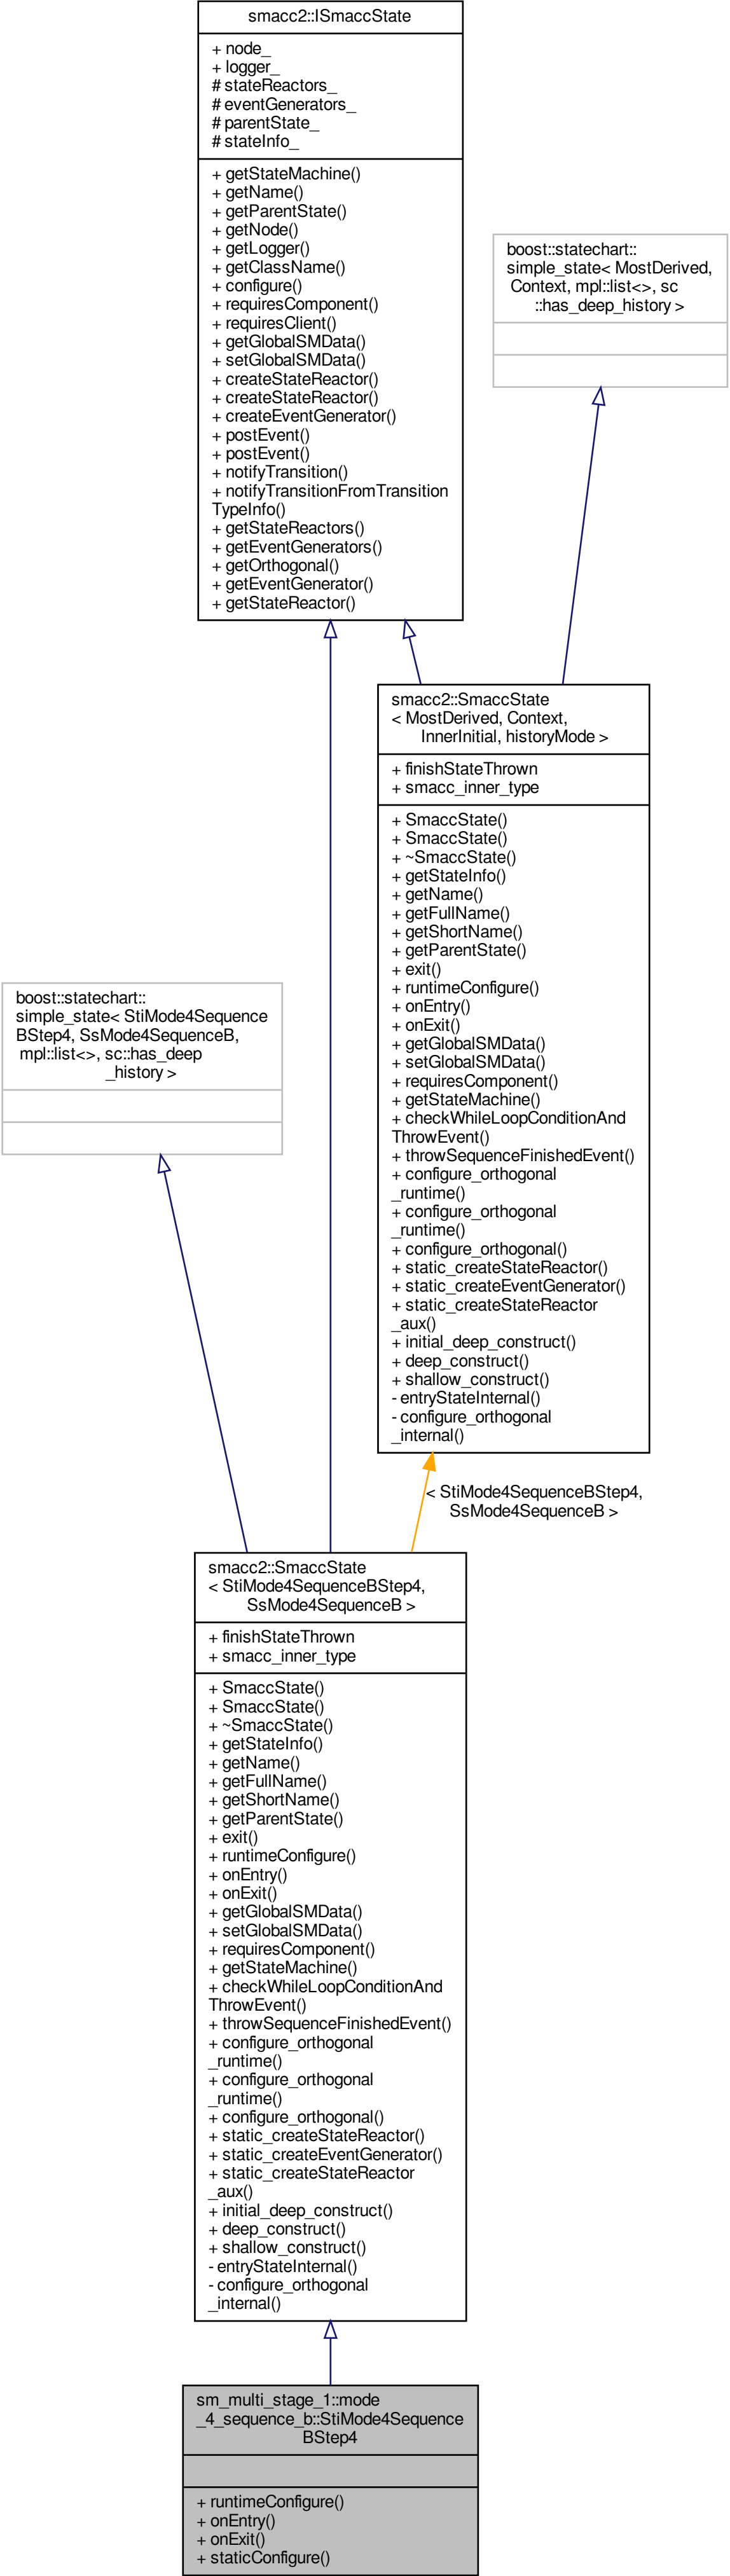 smacc2::ISmaccState
+ node_
+ logger_
# stateReactors_
# eventGenerators_
# parentState_
# stateInfo_
+ getStateMachine()
+ getName()
+ getParentState()
+ getNode()
+ getLogger()
+ getClassName()
+ configure()
+ requiresComponent()
+ requiresClient()
+ getGlobalSMData()
+ setGlobalSMData()
+ createStateReactor()
+ createStateReactor()
+ createEventGenerator()
+ postEvent()
+ postEvent()
+ notifyTransition()
+ notifyTransitionFromTransition
TypeInfo()
+ getStateReactors()
+ getEventGenerators()
+ getOrthogonal()
+ getEventGenerator()
+ getStateReactor()
boost::statechart::
simple_state< MostDerived,
Context, mpl::list<>, sc
::has_deep_history >
smacc2::SmaccState
< MostDerived, Context,
InnerInitial, historyMode >
+ finishStateThrown
+ smacc_inner_type
+ SmaccState()
+ SmaccState()
+ ~SmaccState()
+ getStateInfo()
+ getName()
+ getFullName()
+ getShortName()
+ getParentState()
+ exit()
+ runtimeConfigure()
+ onEntry()
+ onExit()
+ getGlobalSMData()
+ setGlobalSMData()
+ requiresComponent()
+ getStateMachine()
+ checkWhileLoopConditionAnd
ThrowEvent()
+ throwSequenceFinishedEvent()
+ configure_orthogonal
_runtime()
+ configure_orthogonal
_runtime()
+ configure_orthogonal()
+ static_createStateReactor()
+ static_createEventGenerator()
+ static_createStateReactor
_aux()
+ initial_deep_construct()
+ deep_construct()
+ shallow_construct()
- entryStateInternal()
- configure_orthogonal
_internal()
boost::statechart::
simple_state< StiMode4Sequence
BStep4, SsMode4SequenceB,
mpl::list<>, sc::has_deep
_history >
< StiMode4SequenceBStep4,
SsMode4SequenceB >
smacc2::SmaccState
< StiMode4SequenceBStep4,
SsMode4SequenceB >
+ finishStateThrown
+ smacc_inner_type
+ SmaccState()
+ SmaccState()
+ ~SmaccState()
+ getStateInfo()
+ getName()
+ getFullName()
+ getShortName()
+ getParentState()
+ exit()
+ runtimeConfigure()
+ onEntry()
+ onExit()
+ getGlobalSMData()
+ setGlobalSMData()
+ requiresComponent()
+ getStateMachine()
+ checkWhileLoopConditionAnd
ThrowEvent()
+ throwSequenceFinishedEvent()
+ configure_orthogonal
_runtime()
+ configure_orthogonal
_runtime()
+ configure_orthogonal()
+ static_createStateReactor()
+ static_createEventGenerator()
+ static_createStateReactor
_aux()
+ initial_deep_construct()
+ deep_construct()
+ shallow_construct()
- entryStateInternal()
- configure_orthogonal
_internal()
sm_multi_stage_1::mode
_4_sequence_b::StiMode4Sequence
BStep4
+ runtimeConfigure()
+ onEntry()
+ onExit()
+ staticConfigure()